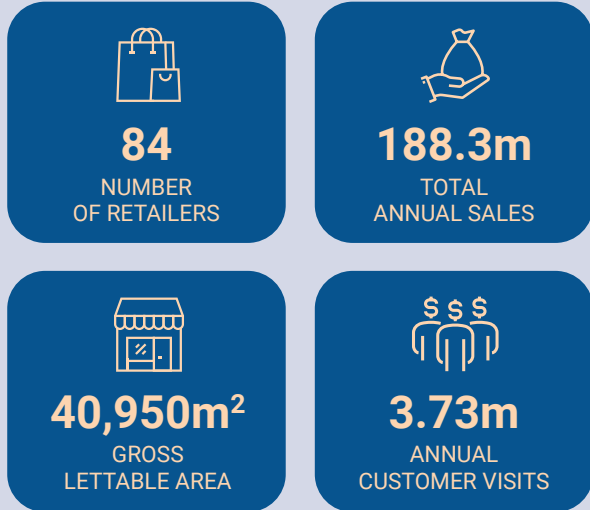 84
NUMBER
OF RETAILERS
188.3m
TOTAL
ANNUAL SALES
40,950m²
GROSS
LETTABLE AREA
$ $ $
3.73m
ANNUAL
CUSTOMER VISITS